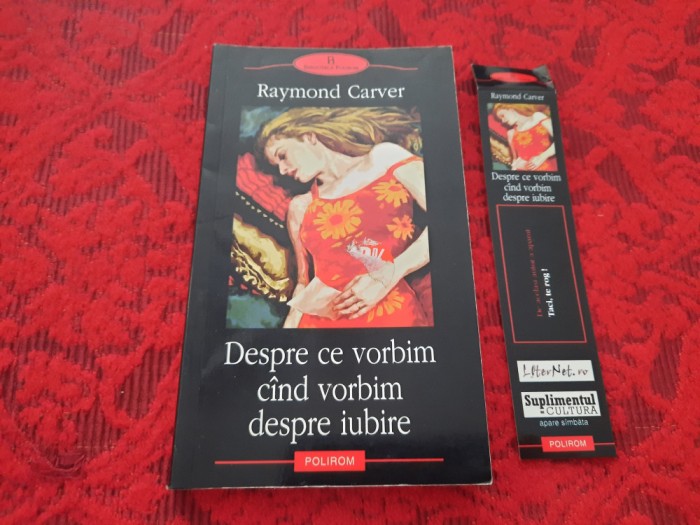 B
Raymond Carver
Despre ce vorbim
cînd vorbim
despre iubire
POLIROM
Raymond Carver
Despre ce vorbim
cînd vorbim
despre iubire
Taci, te rog!
LiterNet.ro
Suplimentul
de CULTURĂ
apare sîmbăta
POLIROM